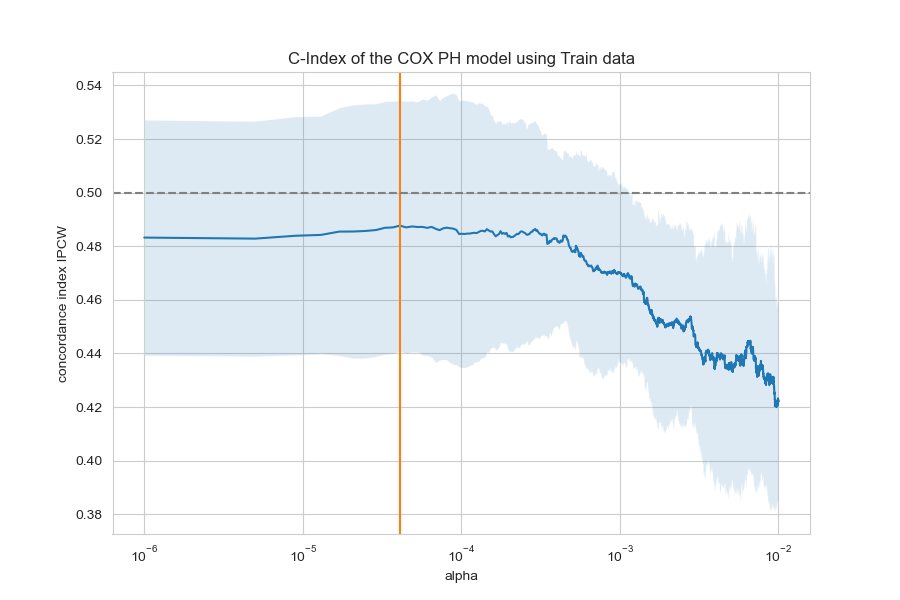 C-Index of the COX PH model using Train data
concordance index IPCW
0.54
0.52
0.50
0.48
0.46
0.44
0.42
0.40
0.38
10⁻⁶ 10⁻⁵ 10⁻⁴ 10⁻³ 10⁻²
alpha